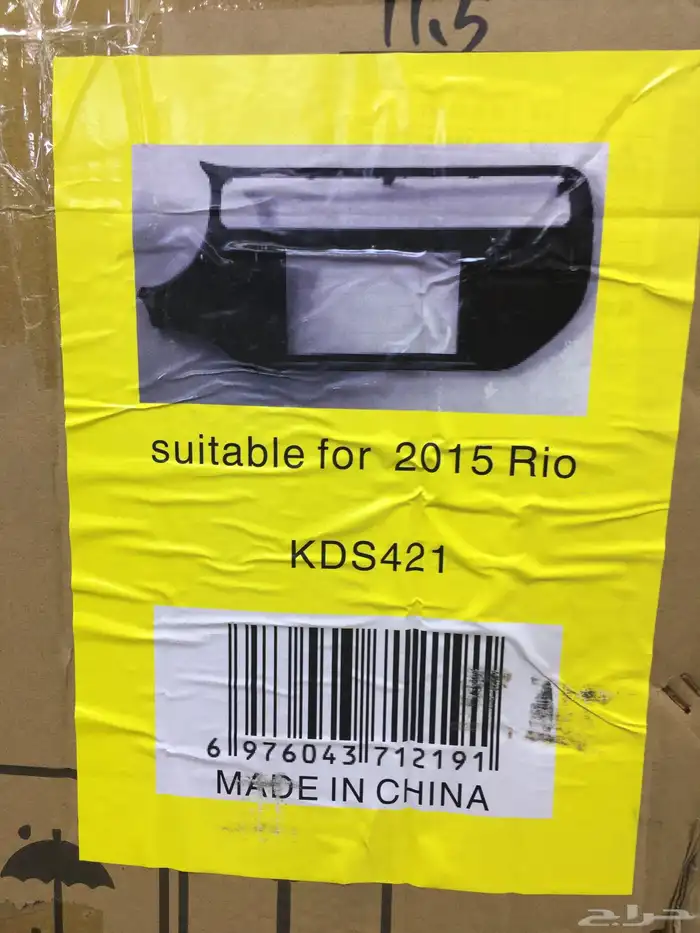 11.5
suitable for 2015 Rio
KDS421
6 976043 712191
MADE IN CHINA
حراج